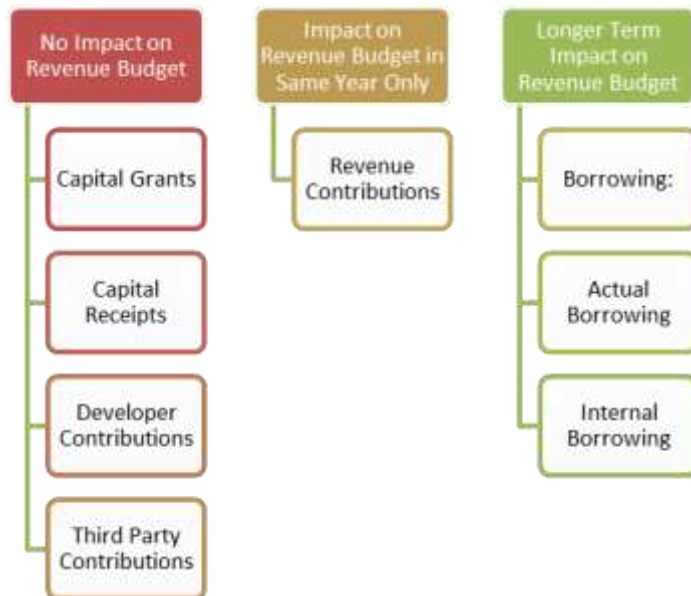 No Impact on
Revenue Budget
Capital Grants
Capital
Receipts
Developer
Contributions
Third Party
Contributions
Impact on
Revenue Budget in
Same Year Only
Revenue
Contributions
Longer Term
Impact on
Revenue Budget
Borrowing:
Actual
Borrowing
Internal
Borrowing